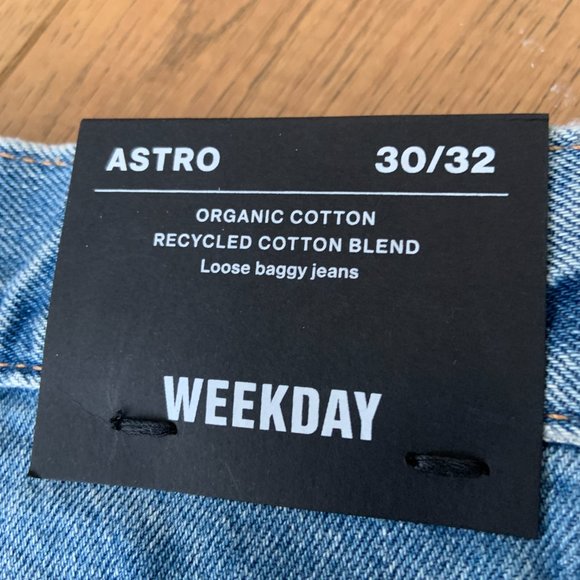 ASTRO 30/32
ORGANIC COTTON
RECYCLED COTTON BLEND
Loose baggy jeans
WEEKDAY